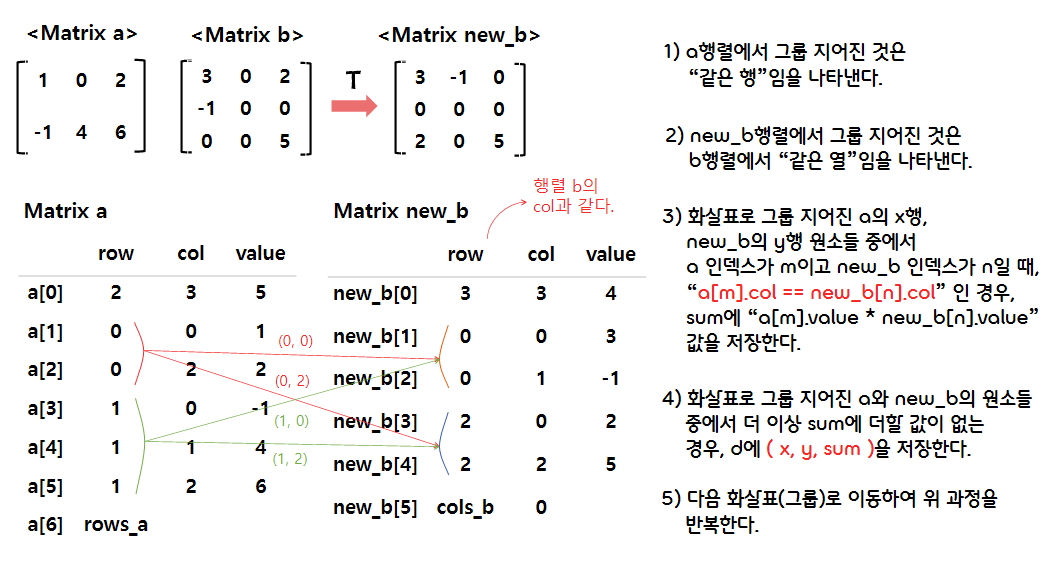 <Matrix a>
1 0 2
-1 4 6
<Matrix b>
3 0 2
-1 0 0
0 0 5
T
<Matrix new_b>
3 -1 0
0 0 0
2 0 5
Matrix a
row col value
a[0] 2 3 5
a[1] 0 0 1
a[2] 0 2 2
a[3] 1 0 -1
a[4] 1 1 4
a[5] 1 2 6
a[6] rows_a
(0, 0)
(0, 2)
(1, 0)
(1, 2)
행렬 b의
col과 같다.
Matrix new_b
row col value
new_b[0] 3 3 4
new_b[1] 0 0 3
new_b[2] 0 1 -1
new_b[3] 2 0 2
new_b[4] 2 2 5
new_b[5] cols_b 0
1) a행렬에서 그룹 지어진 것은
“같은 행”임을 나타낸다.
2) new_b행렬에서 그룹 지어진 것은
b행렬에서 “같은 열”임을 나타낸다.
3) 화살표로 그룹 지어진 a의 x행,
new_b의 y행 원소들 중에서
a 인덱스가 m이고 new_b 인덱스가 n일 때,
“a[m].col == new_b[n].col” 인 경우,
sum에 “a[m].value * new_b[n].value”
값을 저장한다.
4) 화살표로 그룹 지어진 a와 new_b의 원소들
중에서 더 이상 sum에 더할 값이 없는
경우, d에 ( x, y, sum )을 저장한다.
5) 다음 화살표(그룹)로 이동하여 위 과정을
반복한다.